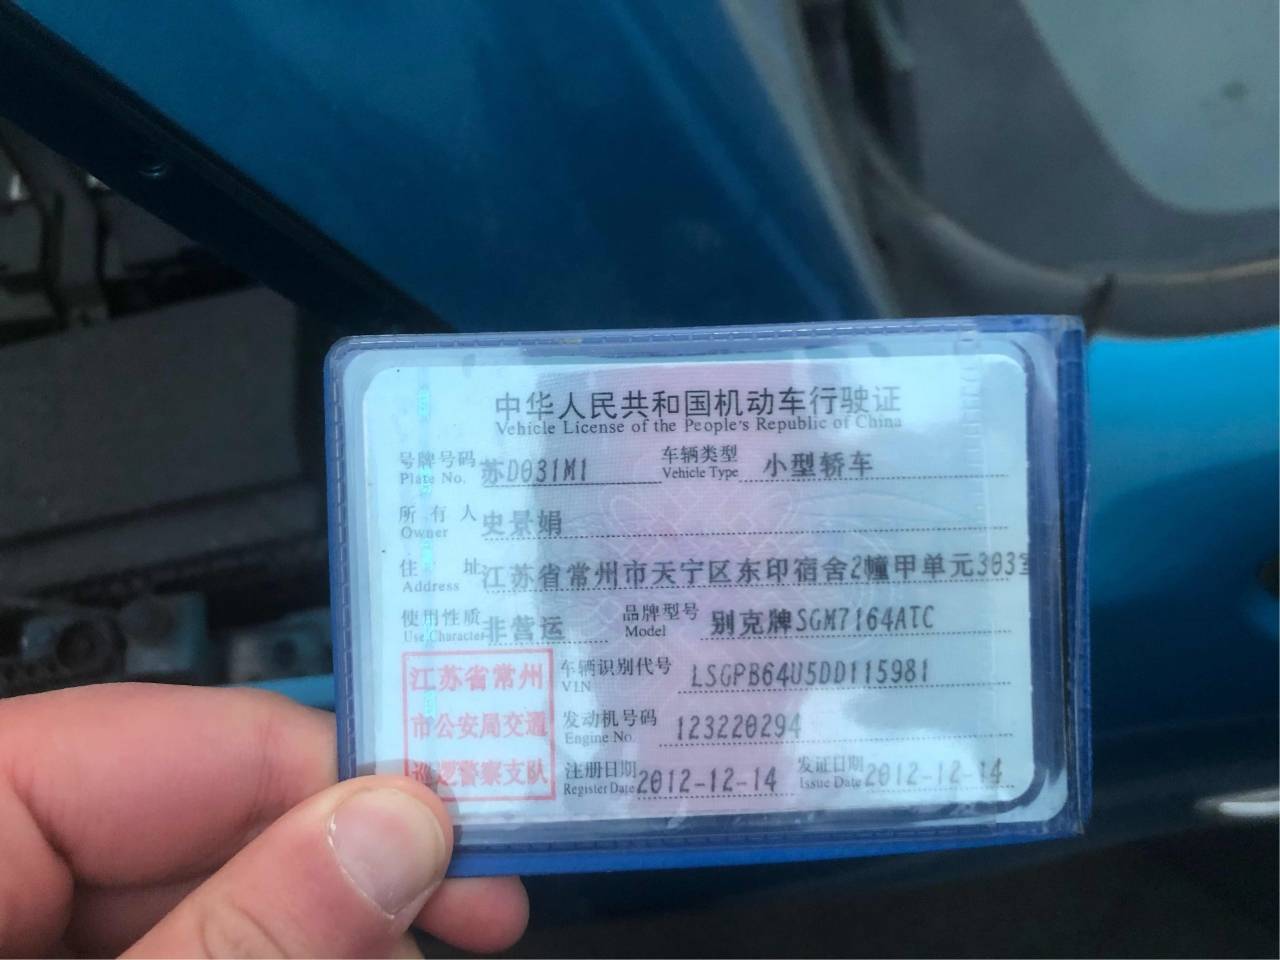 中华人民共和国机动车行驶证
Vehicle License of the People's Republic of China
号牌号码 苏D031M1 车辆类型 小型轿车
Plate No. Vehicle Type
所有人 史景娟
Owner
住址 江苏省常州市天宁区东印宿舍2幢甲单元303室
Address
使用性质 非营运 品牌型号 别克牌SGM7164ATC
Use Character Model
车辆识别代号 LSGPB64U5DD115981
VIN
发动机号码 123220294
Engine No.
注册日期 2012-12-14 发证日期 2012-12-14
Register Date Issue Date
江苏省常州
市公安局交通
巡逻警察支队